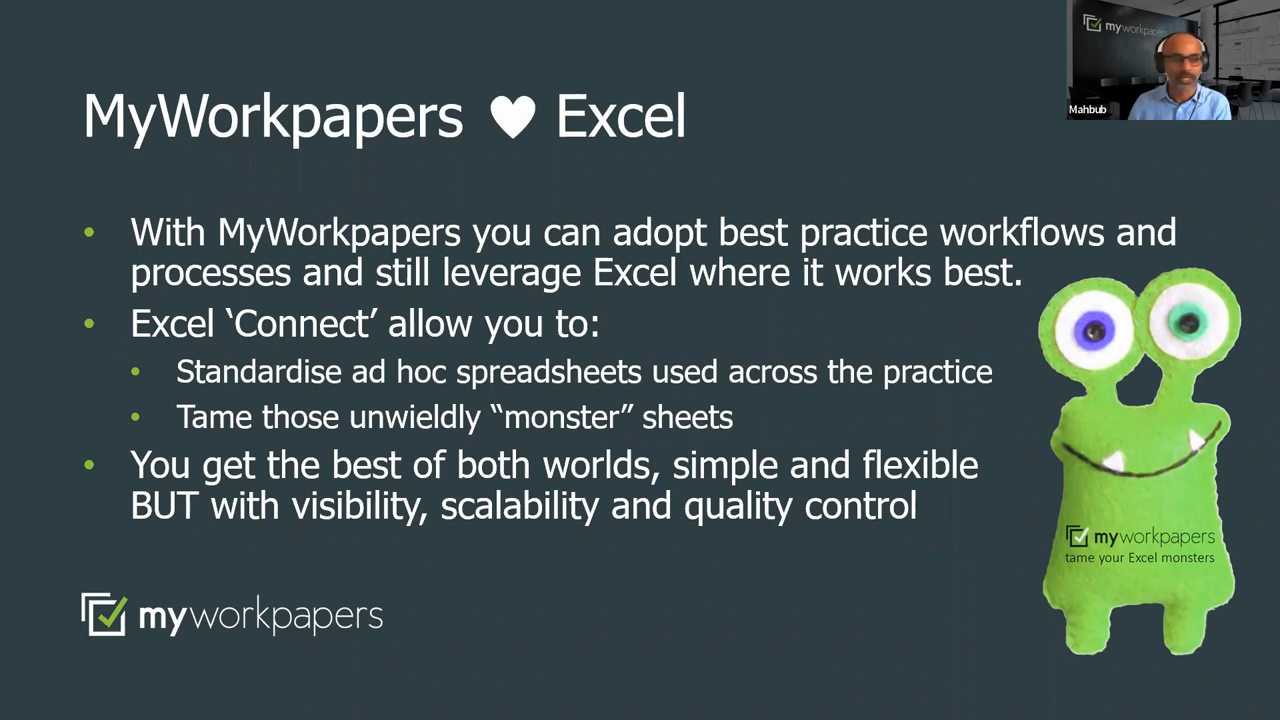 myworkpapers
Mahbub
MyWorkpapers ♥ Excel
• With MyWorkpapers you can adopt best practice workflows and
processes and still leverage Excel where it works best.
• Excel ‘Connect’ allow you to:
• Standardise ad hoc spreadsheets used across the practice
• Tame those unwieldly “monster” sheets
• You get the best of both worlds, simple and flexible
BUT with visibility, scalability and quality control
myworkpapers
tame your Excel monsters
myworkpapers